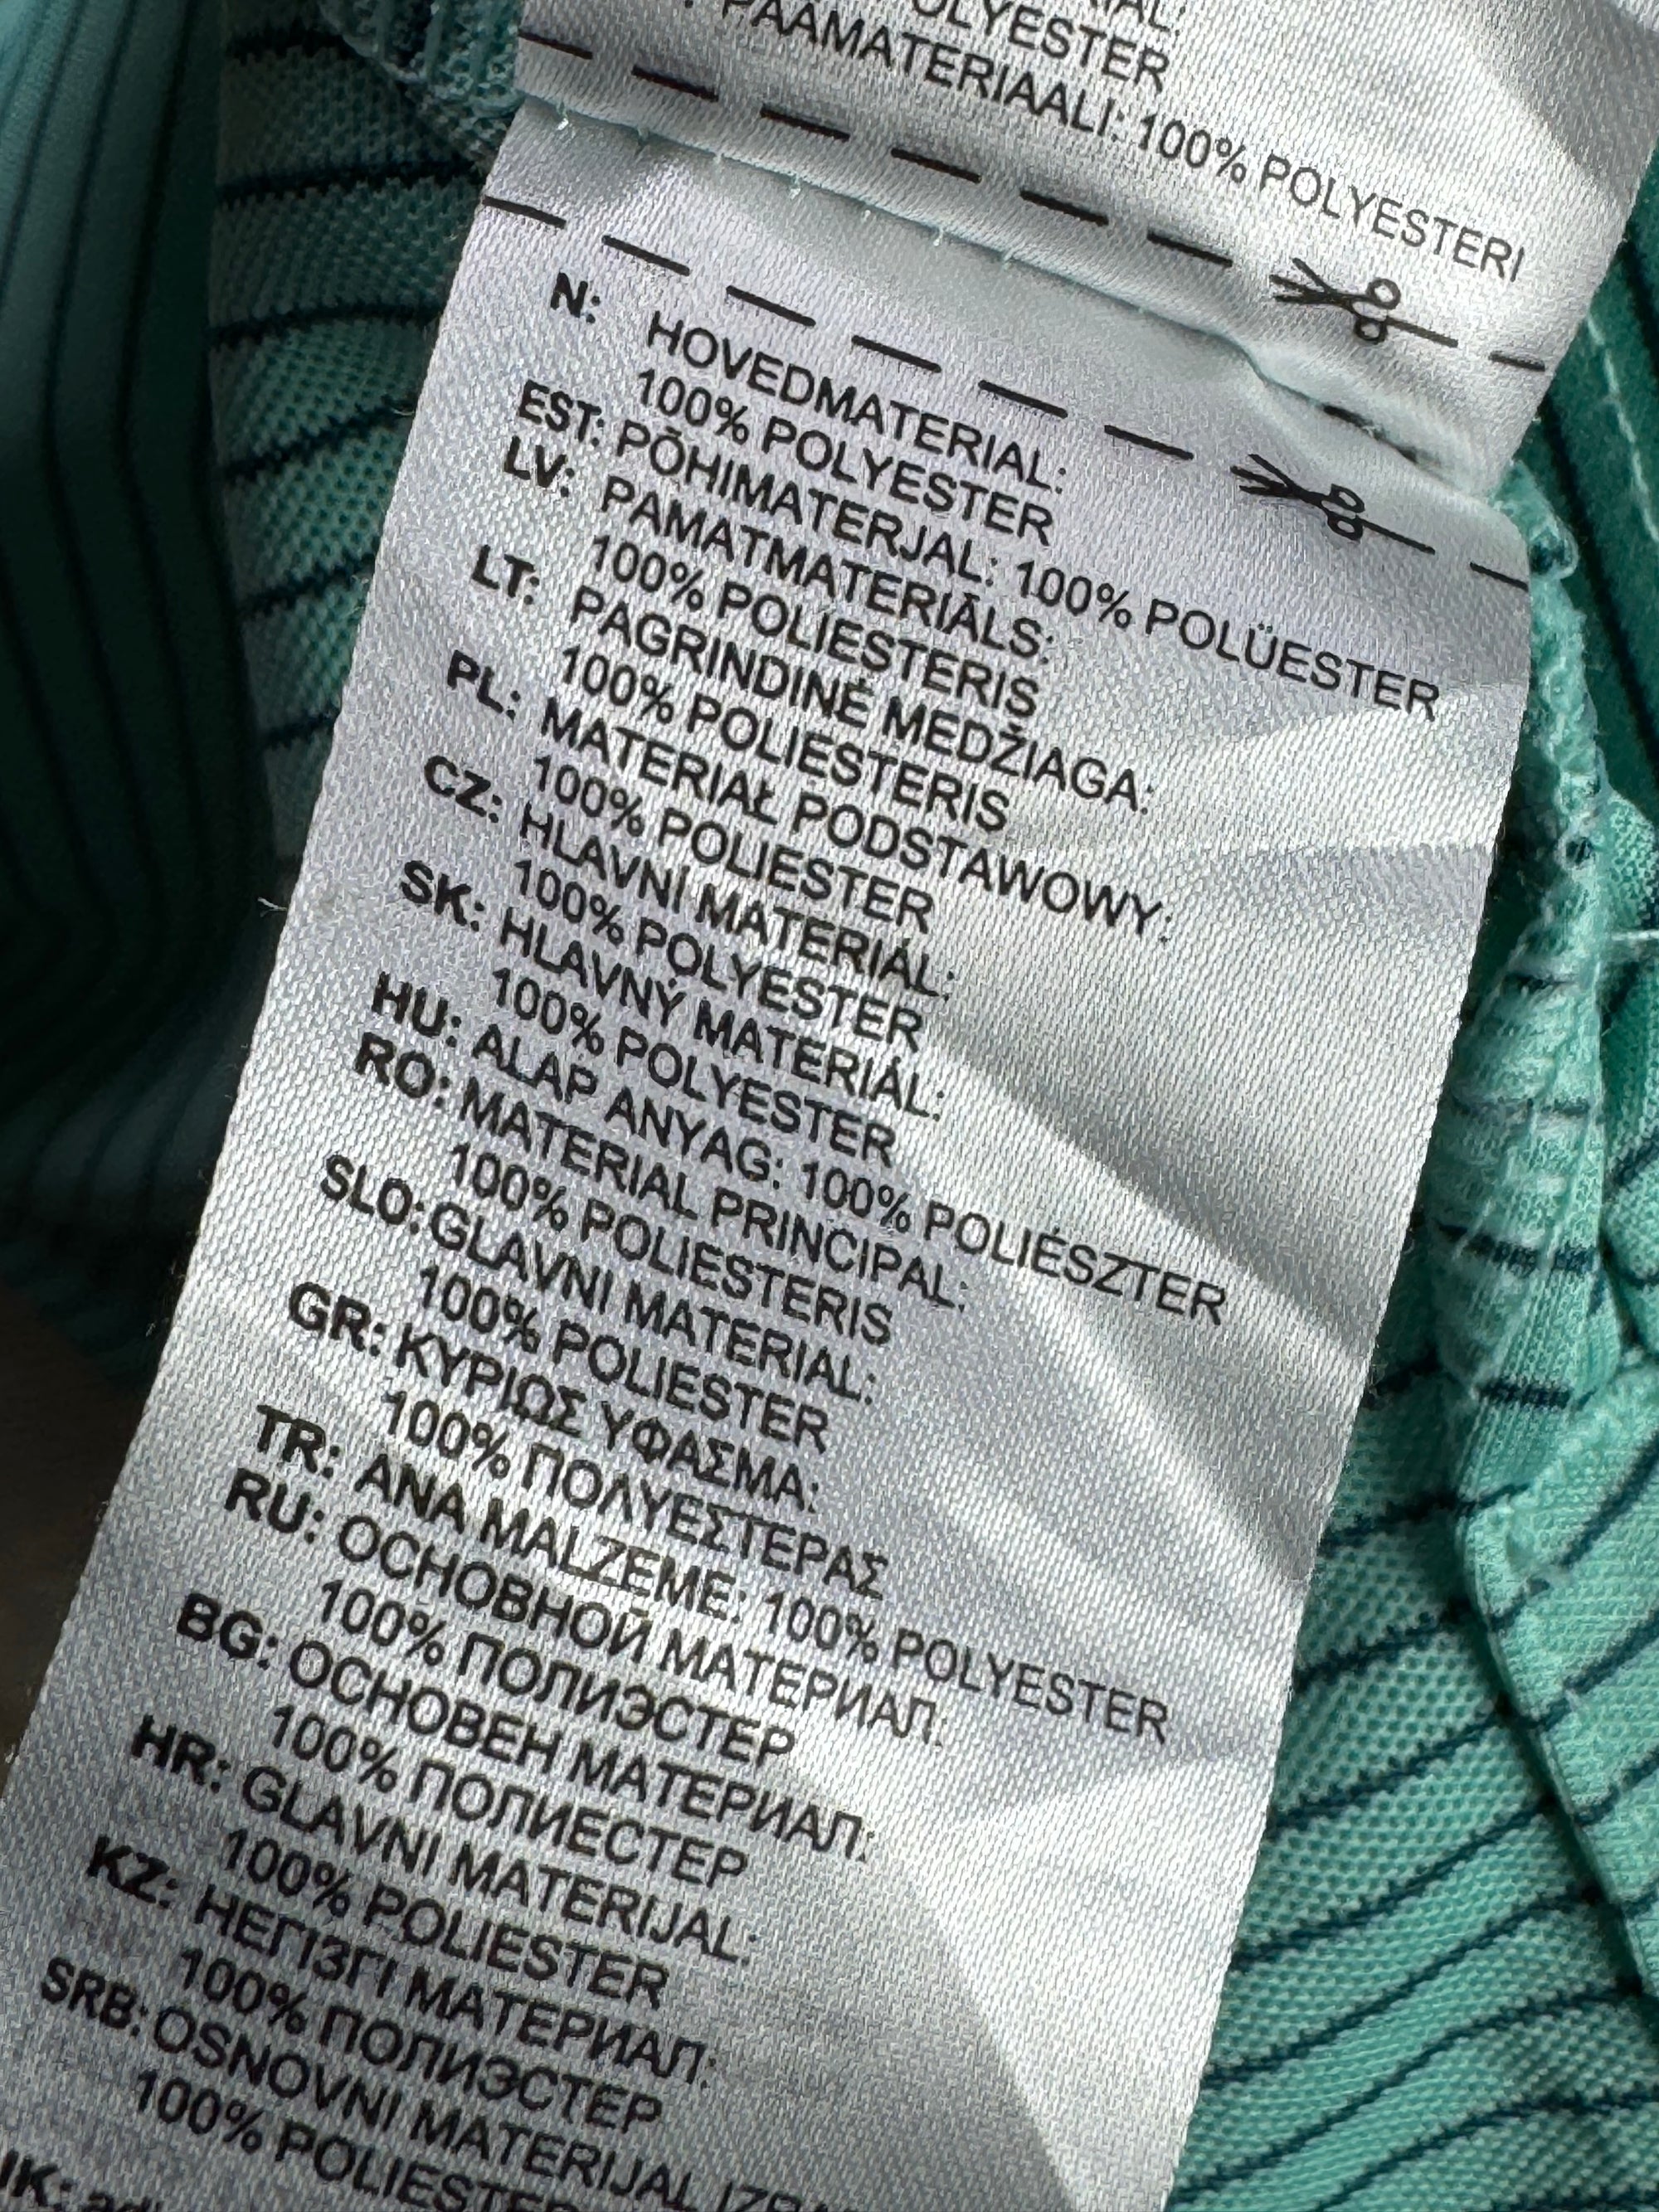 POLYESTER
PÄÄMATERIAALI: 100% POLYESTERI
N: HOVEDMATERIAL:
100% POLYESTER
EST: PÕHIMATERJAL: 100% POLÜESTER
LV: PAMATMATERIĀLS:
100% POLIESTERIS
LT: PAGRINDINĖ MEDŽIAGA:
100% POLIESTERIS
PL: MATERIAŁ PODSTAWOWY:
100% POLIESTER
CZ: HLAVNÍ MATERIÁL:
100% POLYESTER
SK: HLAVNÝ MATERIÁL:
100% POLYESTER
HU: ALAP ANYAG: 100% POLIÉSZTER
RO: MATERIAL PRINCIPAL:
100% POLIESTERIS
SLO: GLAVNI MATERIAL:
100% POLIESTER
GR: ΚΥΡΙΩΣ ΥΦΑΣΜΑ:
100% ΠΟΛΥΕΣΤΕΡΑΣ
TR: ANA MALZEME: 100% POLYESTER
RU: ОСНОВНОЙ МАТЕРИАЛ:
100% ПОЛИЭСТЕР
BG: ОСНОВЕН МАТЕРИАЛ:
100% ПОЛИЕСТЕР
HR: GLAVNI MATERIJAL:
100% POLIESTER
KZ: НЕГІЗГІ МАТЕРИАЛ:
100% ПОЛИЭСТЕР
SRB: OSNOVNI MATERIJAL
100% POLIESTER